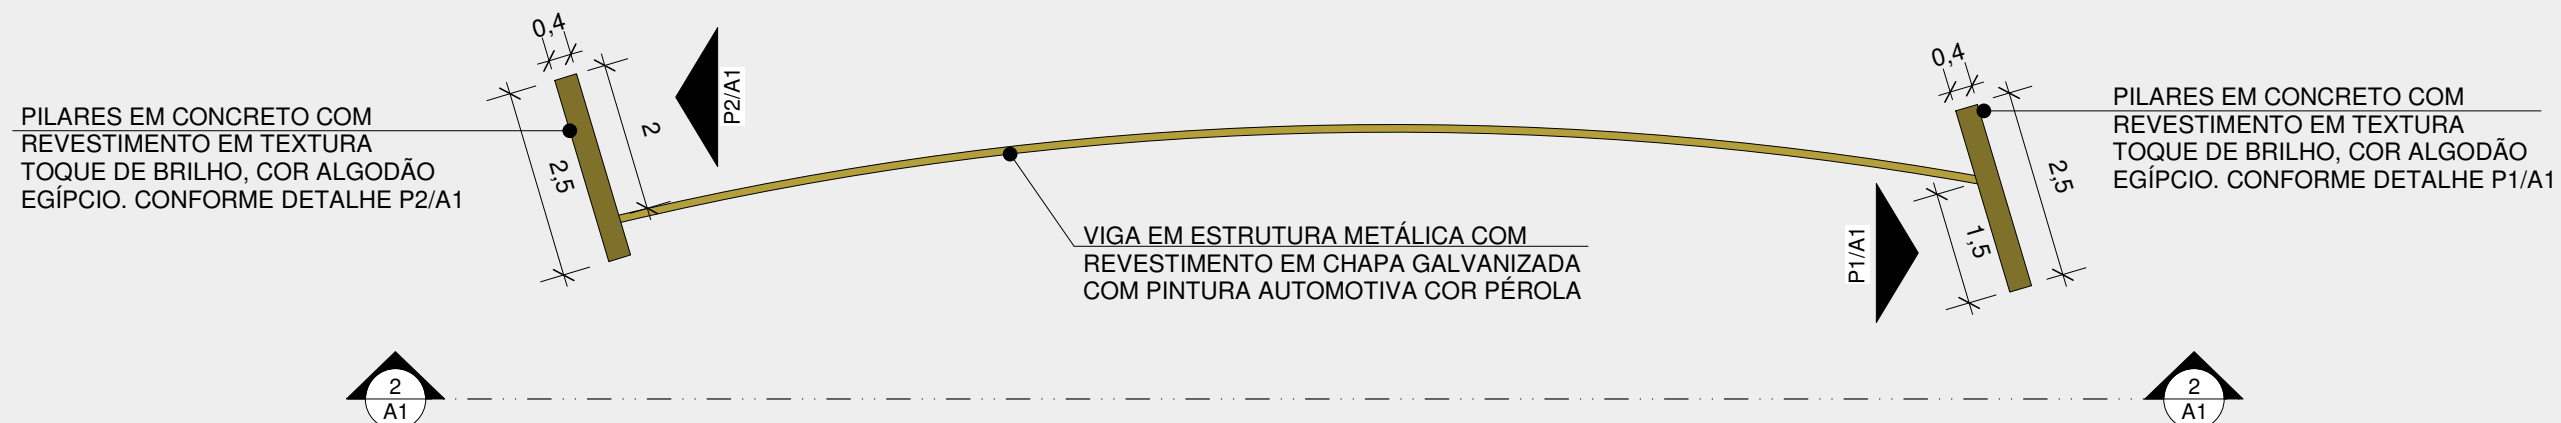 0,4
PILARES EM CONCRETO COM
REVESTIMENTO EM TEXTURA
TOQUE DE BRILHO, COR ALGODÃO
EGÍPCIO. CONFORME DETALHE P2/A1
2,5
2
P2/A1
VIGA EM ESTRUTURA METÁLICA COM
REVESTIMENTO EM CHAPA GALVANIZADA
COM PINTURA AUTOMOTIVA COR PÉROLA
P1/A1
0,4
1,5
2,5
PILARES EM CONCRETO COM
REVESTIMENTO EM TEXTURA
TOQUE DE BRILHO, COR ALGODÃO
EGÍPCIO. CONFORME DETALHE P1/A1
2
A1
2
A1